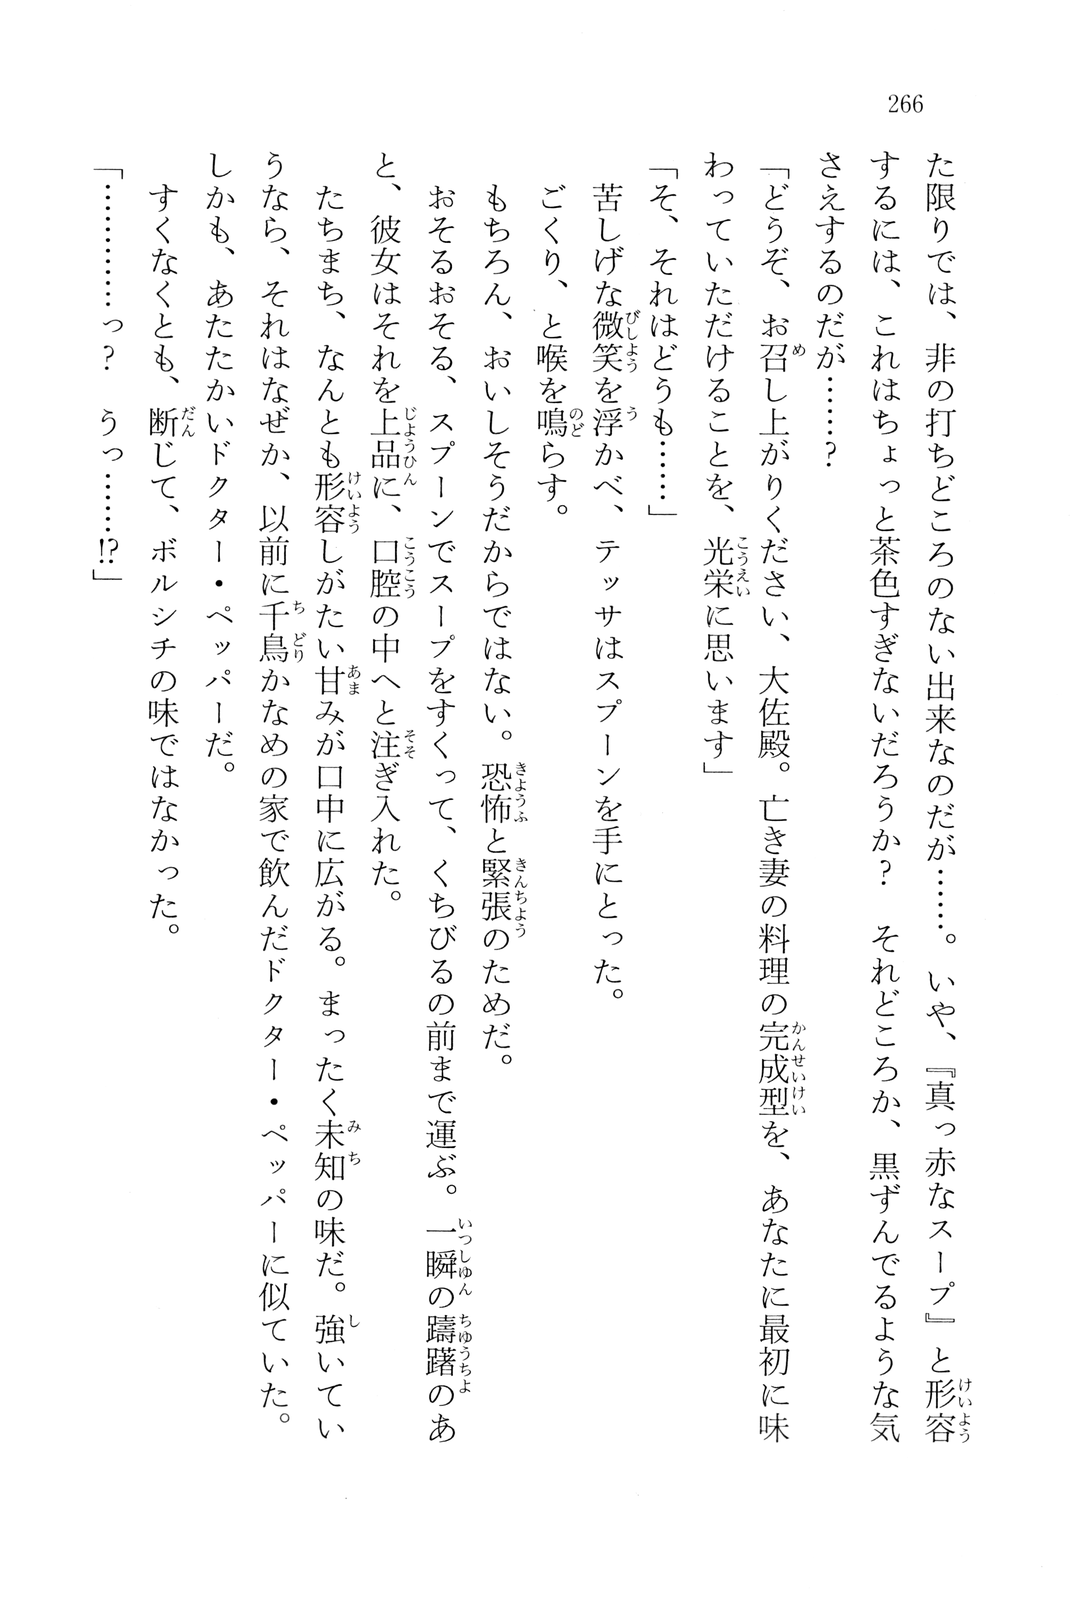 266
た限りでは、非の打ちどころのない出来なのだが……。いや、『真っ赤なスープ』と形容
するには、これはちょっと茶色すぎないだろうか？　それどころか、黒ずんでるような気
さえするのだが……？
「どうぞ、お召し上がりください、大佐殿。亡き妻の料理の完成型を、あなたに最初に味
わっていただけることを、光栄に思います」
「そ、それはどうも……」
苦しげな微笑を浮かべ、テッサはスプーンを手にとった。
ごくり、と喉を鳴らす。
もちろん、おいしそうだからではない。恐怖と緊張のためだ。
おそるおそる、スプーンでスープをすくって、くちびるの前まで運ぶ。一瞬の躊躇のあ
と、彼女はそれを上品に、口腔の中へと注ぎ入れた。
たちまち、なんとも形容しがたい甘みが口中に広がる。まったく未知の味だ。強いてい
うなら、それはなぜか、以前に千鳥かなめの家で飲んだドクター・ペッパーに似ていた。
しかも、あたたかいドクター・ペッパーだ。
すくなくとも、断じて、ボルシチの味ではなかった。
「…………っ？　うっ……!?」